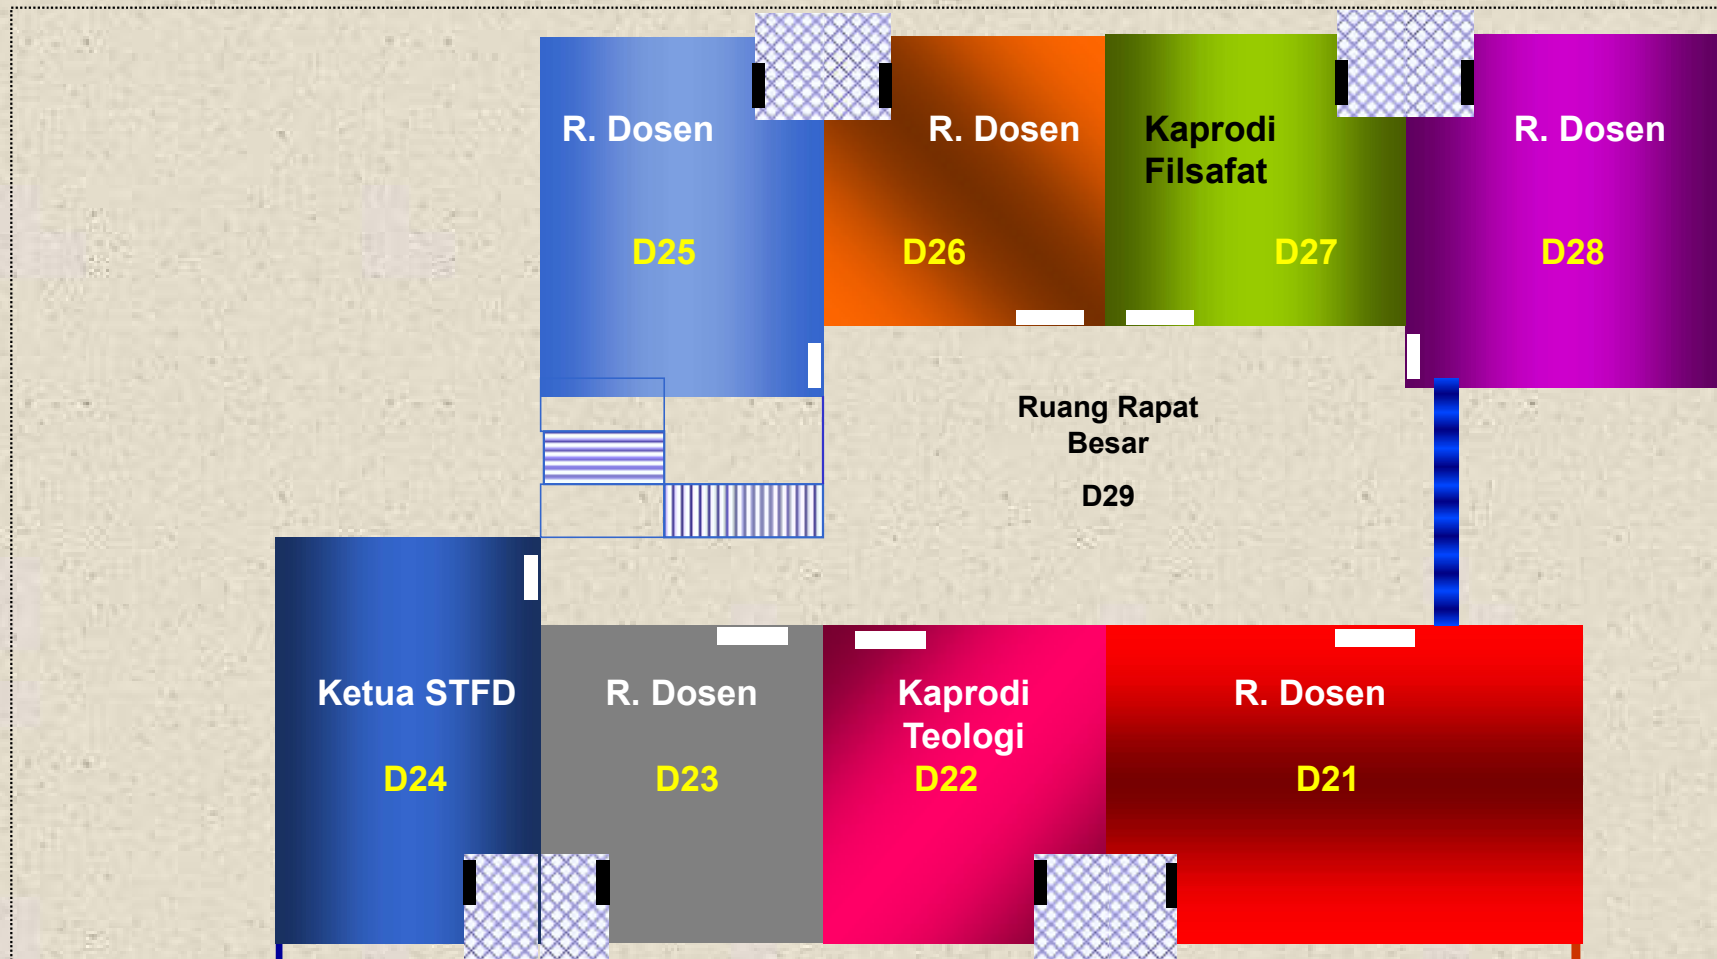 R. Dosen
D25
R. Dosen
D26
Kaprodi
Filsafat
D27
R. Dosen
D28
Ruang Rapat
Besar
D29
Ketua STFD
D24
R. Dosen
D23
Kaprodi
Teologi
D22
R. Dosen
D21